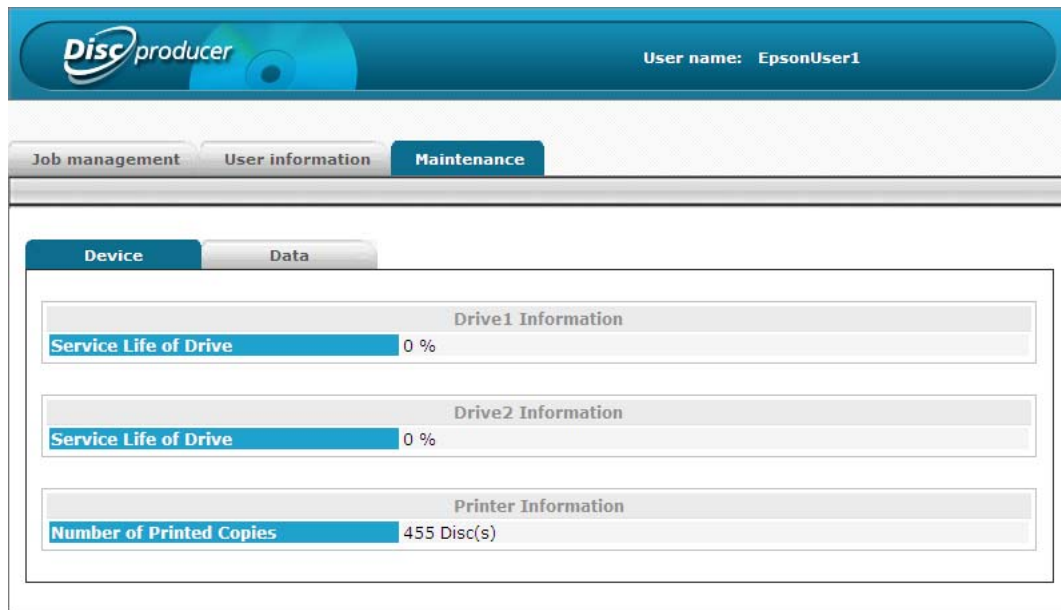 Disc producer
User name: EpsonUser1
Job management User information Maintenance
Device Data
Drive1 Information
Service Life of Drive 0 %
Drive2 Information
Service Life of Drive 0 %
Printer Information
Number of Printed Copies 455 Disc(s)